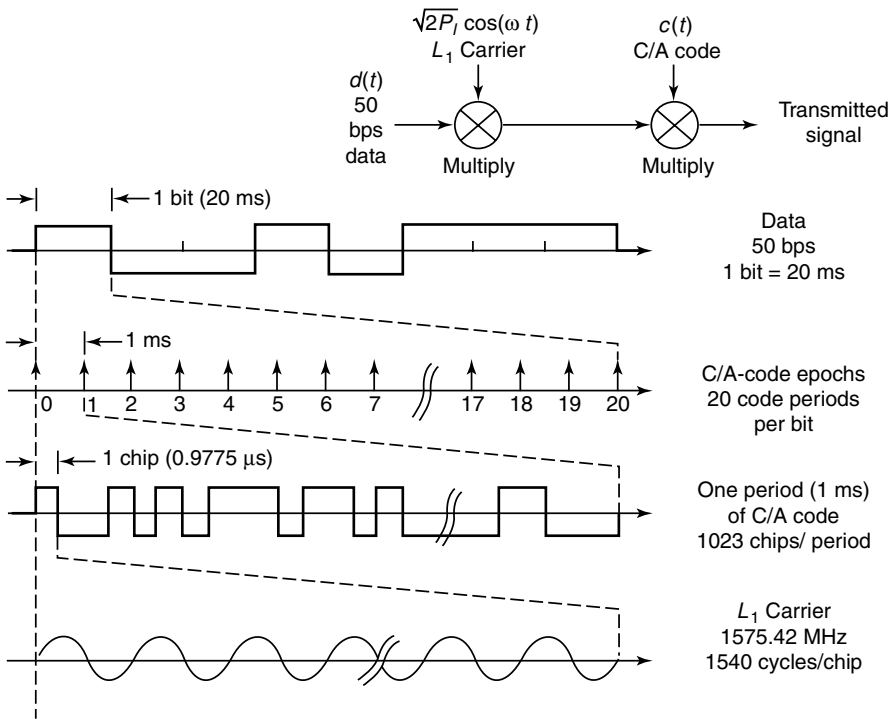 √2P_I cos(ω t)
L₁ Carrier
c(t)
C/A code
d(t)
50
bps
data
Multiply
Multiply
Transmitted
signal
1 bit (20 ms)
Data
50 bps
1 bit = 20 ms
1 ms
0 1 2 3 4 5 6 7 17 18 19 20
C/A-code epochs
20 code periods
per bit
1 chip (0.9775 μs)
One period (1 ms)
of C/A code
1023 chips/ period
L₁ Carrier
1575.42 MHz
1540 cycles/chip